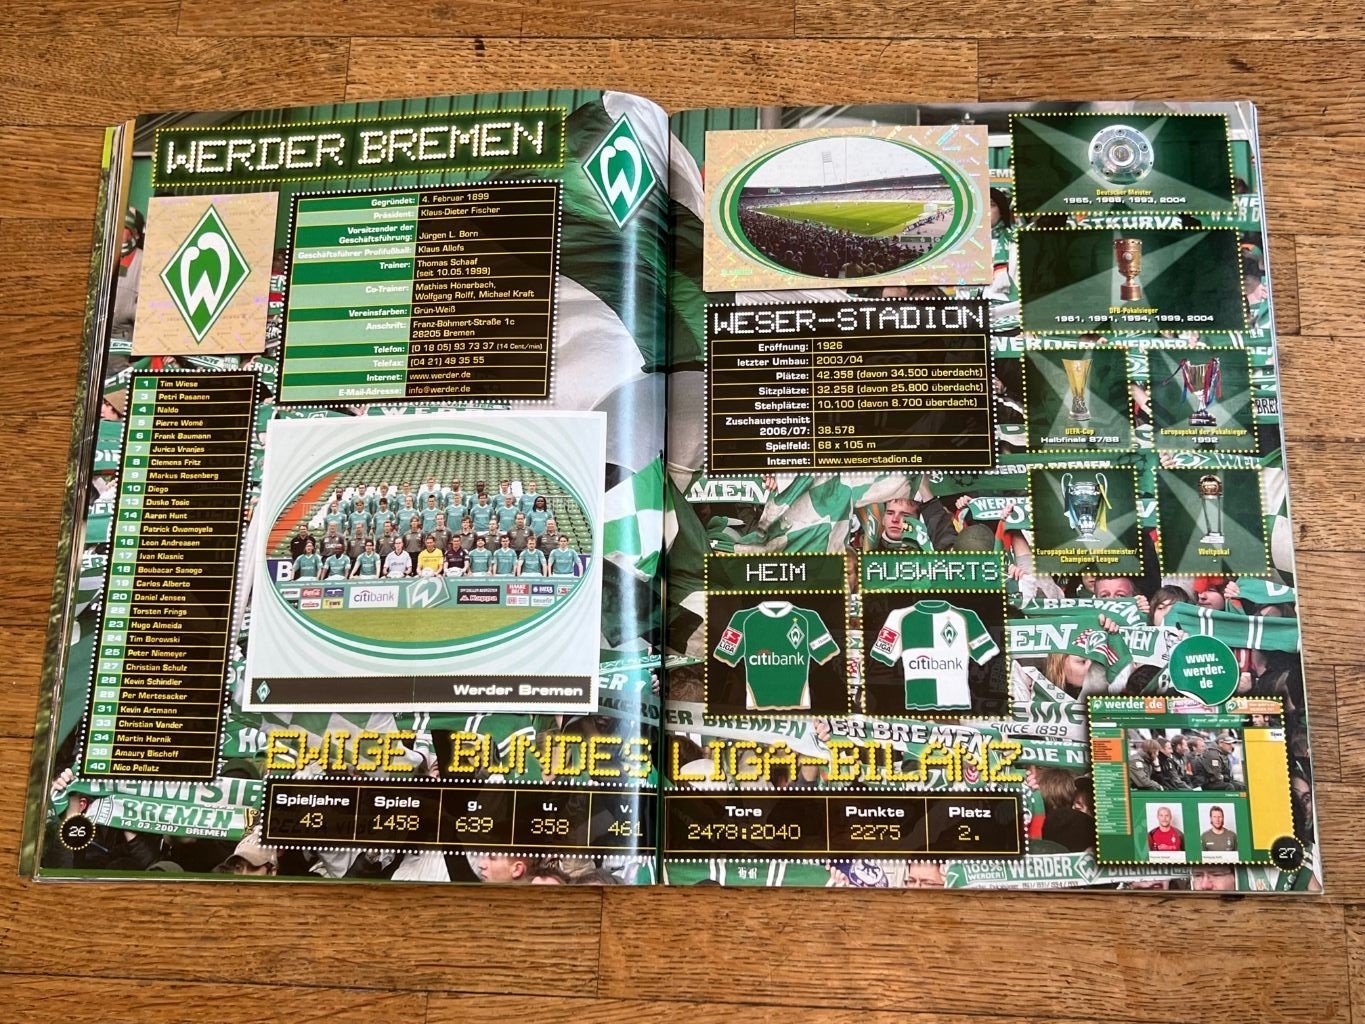 WERDER BREMEN
Gegründet: 4. Februar 1899
Präsident: Klaus-Dieter Fischer
Vorsitzender der
Geschäftsführung: Jürgen L. Born
Geschäftsführer Profifußball: Klaus Allofs
Trainer: Thomas Schaaf
(seit 10.05.1999)
Co-Trainer: Mathias Hönerbach,
Wolfgang Rolff, Michael Kraft
Vereinsfarben: Grün-Weiß
Anschrift: Franz-Böhmert-Straße 1c
28205 Bremen
Telefon: (0 18 05) 93 73 37 (14 Cent/min)
Telefax: (04 21) 49 35 55
Internet: www.werder.de
E-Mail-Adresse: info@werder.de
1 Tim Wiese
3 Petri Pasanen
4 Naldo
5 Pierre Womé
6 Frank Baumann
7 Jurica Vranjes
8 Clemens Fritz
9 Markus Rosenberg
10 Diego
13 Dusko Tosic
14 Aaron Hunt
15 Patrick Owomoyela
16 Leon Andreasen
17 Ivan Klasnic
18 Boubacar Sanogo
19 Carlos Alberto
20 Daniel Jensen
22 Torsten Frings
23 Hugo Almeida
24 Tim Borowski
25 Peter Niemeyer
27 Christian Schulz
28 Kevin Schindler
29 Per Mertesacker
31 Kevin Artmann
33 Christian Vander
34 Martin Harnik
38 Amaury Bischoff
40 Nico Pellatz
citibank
Werder Bremen
WESER-STADION
Eröffnung: 1926
letzter Umbau: 2003/04
Plätze: 42.358 (davon 34.500 überdacht)
Sitzplätze: 32.258 (davon 25.800 überdacht)
Stehplätze: 10.100 (davon 8.700 überdacht)
Zuschauerschnitt
2006/07: 38.578
Spielfeld: 68 x 105 m
Internet: www.weserstadion.de
Deutscher Meister
1965, 1988, 1993, 2004
DFB-Pokalsieger
1961, 1991, 1994, 1999, 2004
UEFA-Cup
Halbfinale 87/88
Europapokal der Pokalsieger
1992
Europapokal der Landesmeister/
Champions League
Weltpokal
HEIM
citibank
AUSWÄRTS
citibank
www.
werder.
de
werder.de
EWIGE BUNDESLIGA-BILANZ
Spieljahre Spiele g. u. v. Tore Punkte Platz
43 1458 639 358 461 2478:2040 2275 2.
BREMEN
14.03.2007 BREMEN
SINCE 1899
26
27